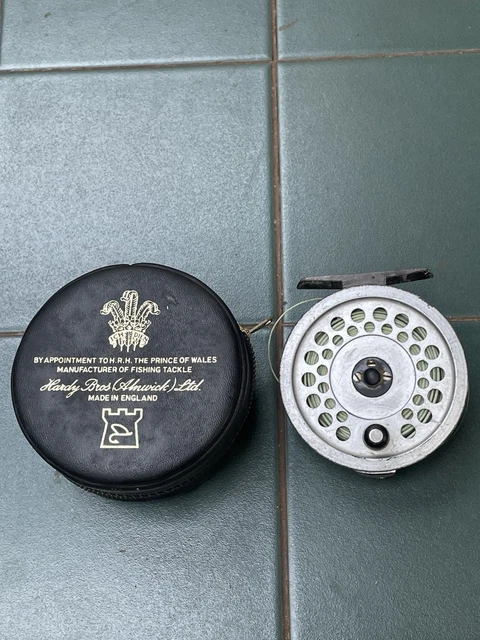 BY APPOINTMENT TO H.R.H. THE PRINCE OF WALES
MANUFACTURER OF FISHING TACKLE
Hardy Bros (Alnwick) Ltd.
MADE IN ENGLAND